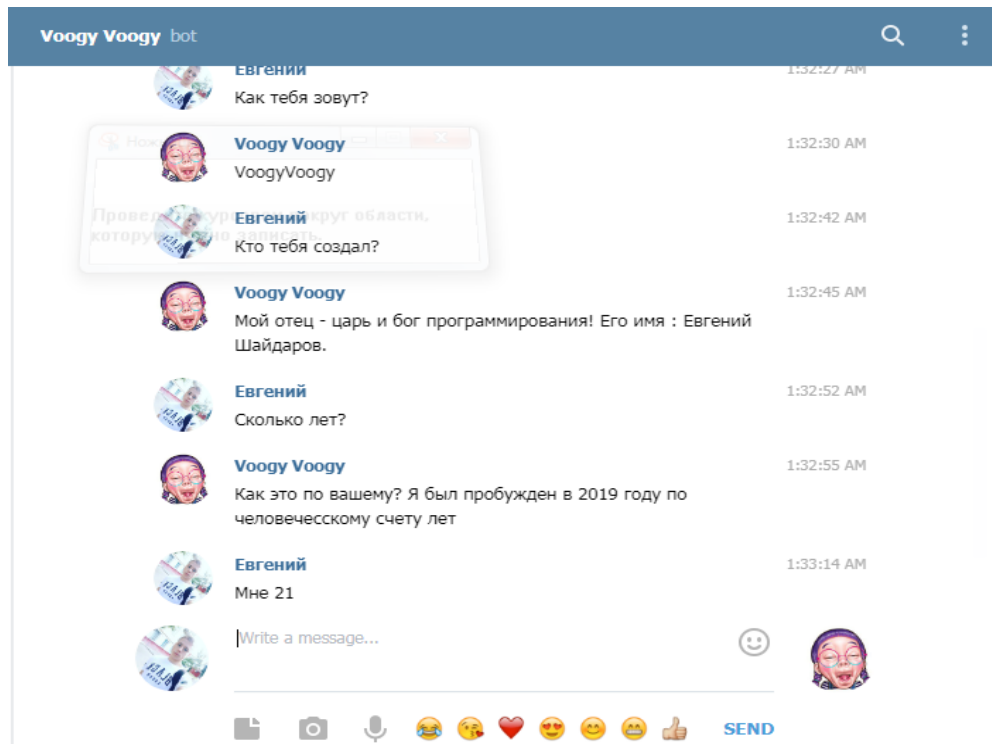 Voogy Voogy bot
Евгений 1:32:27 AM
Как тебя зовут?
Voogy Voogy 1:32:30 AM
VoogyVoogy
Евгений 1:32:42 AM
Кто тебя создал?
Voogy Voogy 1:32:45 AM
Мой отец - царь и бог программирования! Его имя : Евгений
Шайдаров.
Евгений 1:32:52 AM
Сколько лет?
Voogy Voogy 1:32:55 AM
Как это по вашему? Я был пробужден в 2019 году по
человечесскому счету лет
Евгений 1:33:14 AM
Мне 21
Write a message...
SEND